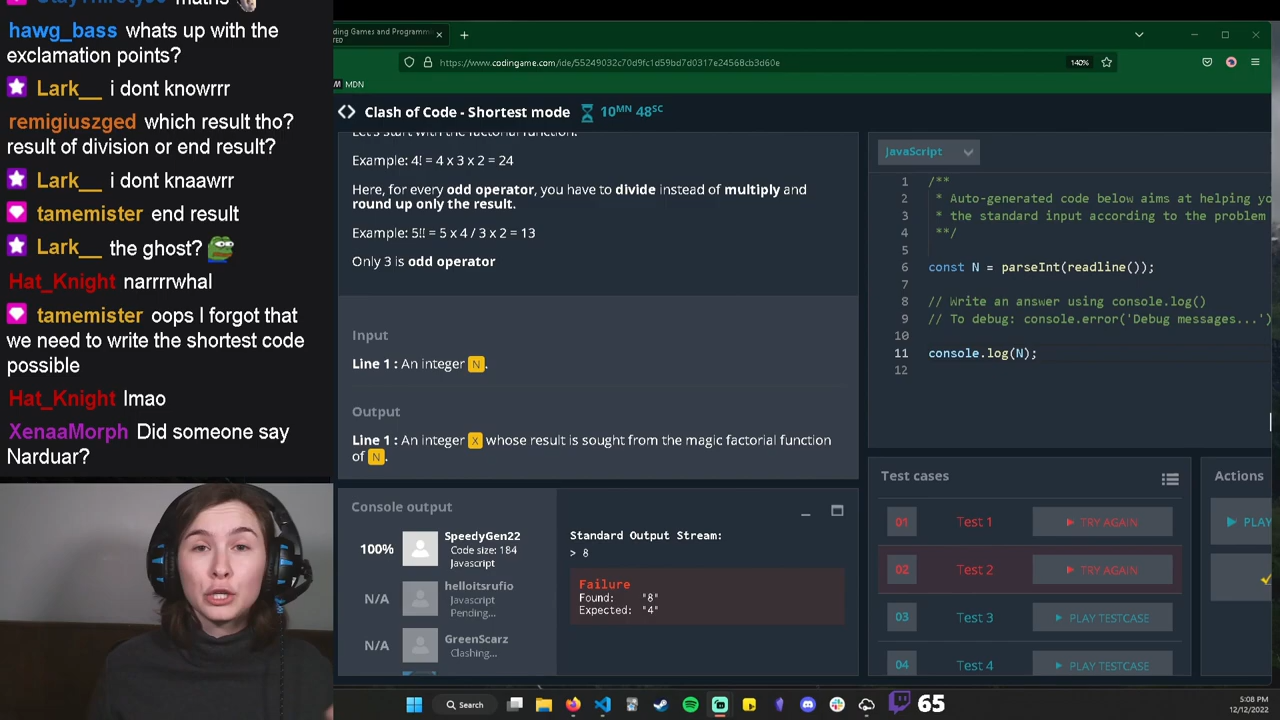 hawg_bass whats up with the
exclamation points?
Lark__ i dont knowrrr
remigiuszged which result tho?
result of division or end result?
Lark__ i dont knaawrr
tamemister end result
Lark__ the ghost?
Hat_Knight narrrrwhal
tamemister oops I forgot that
we need to write the shortest code
possible
Hat_Knight lmao
XenaaMorph Did someone say
Narduar?
ding Games and Programm
https://www.codingame.com/ide/55249032c70d9fc1d59bd7d0317e24568cb3d60e
140%
MDN
Clash of Code - Shortest mode 10MN 48SC
Let's start with the factorial function.
Example: 4! = 4 x 3 x 2 = 24
Here, for every odd operator, you have to divide instead of multiply and
round up only the result.
Example: 5!! = 5 x 4 / 3 x 2 = 13
Only 3 is odd operator
Input
Line 1 : An integer N.
Output
Line 1 : An integer X whose result is sought from the magic factorial function
of N.
Console output
100%
SpeedyGen22
Code size: 184
Javascript
N/A
helloitsrufio
Javascript
Pending...
N/A
GreenScarz
Clashing...
Standard Output Stream:
> 8
Failure
Found: "8"
Expected: "4"
JavaScript
1 /**
2 * Auto-generated code below aims at helping yo
3 * the standard input according to the problem
4 **/
5
6 const N = parseInt(readline());
7
8 // Write an answer using console.log()
9 // To debug: console.error('Debug messages...')
10
11 console.log(N);
12
Test cases
01 Test 1 TRY AGAIN
02 Test 2 TRY AGAIN
03 Test 3 PLAY TESTCASE
04 Test 4 PLAY TESTCASE
Actions
PLAY
Search
65
5:08 PM
12/12/2022